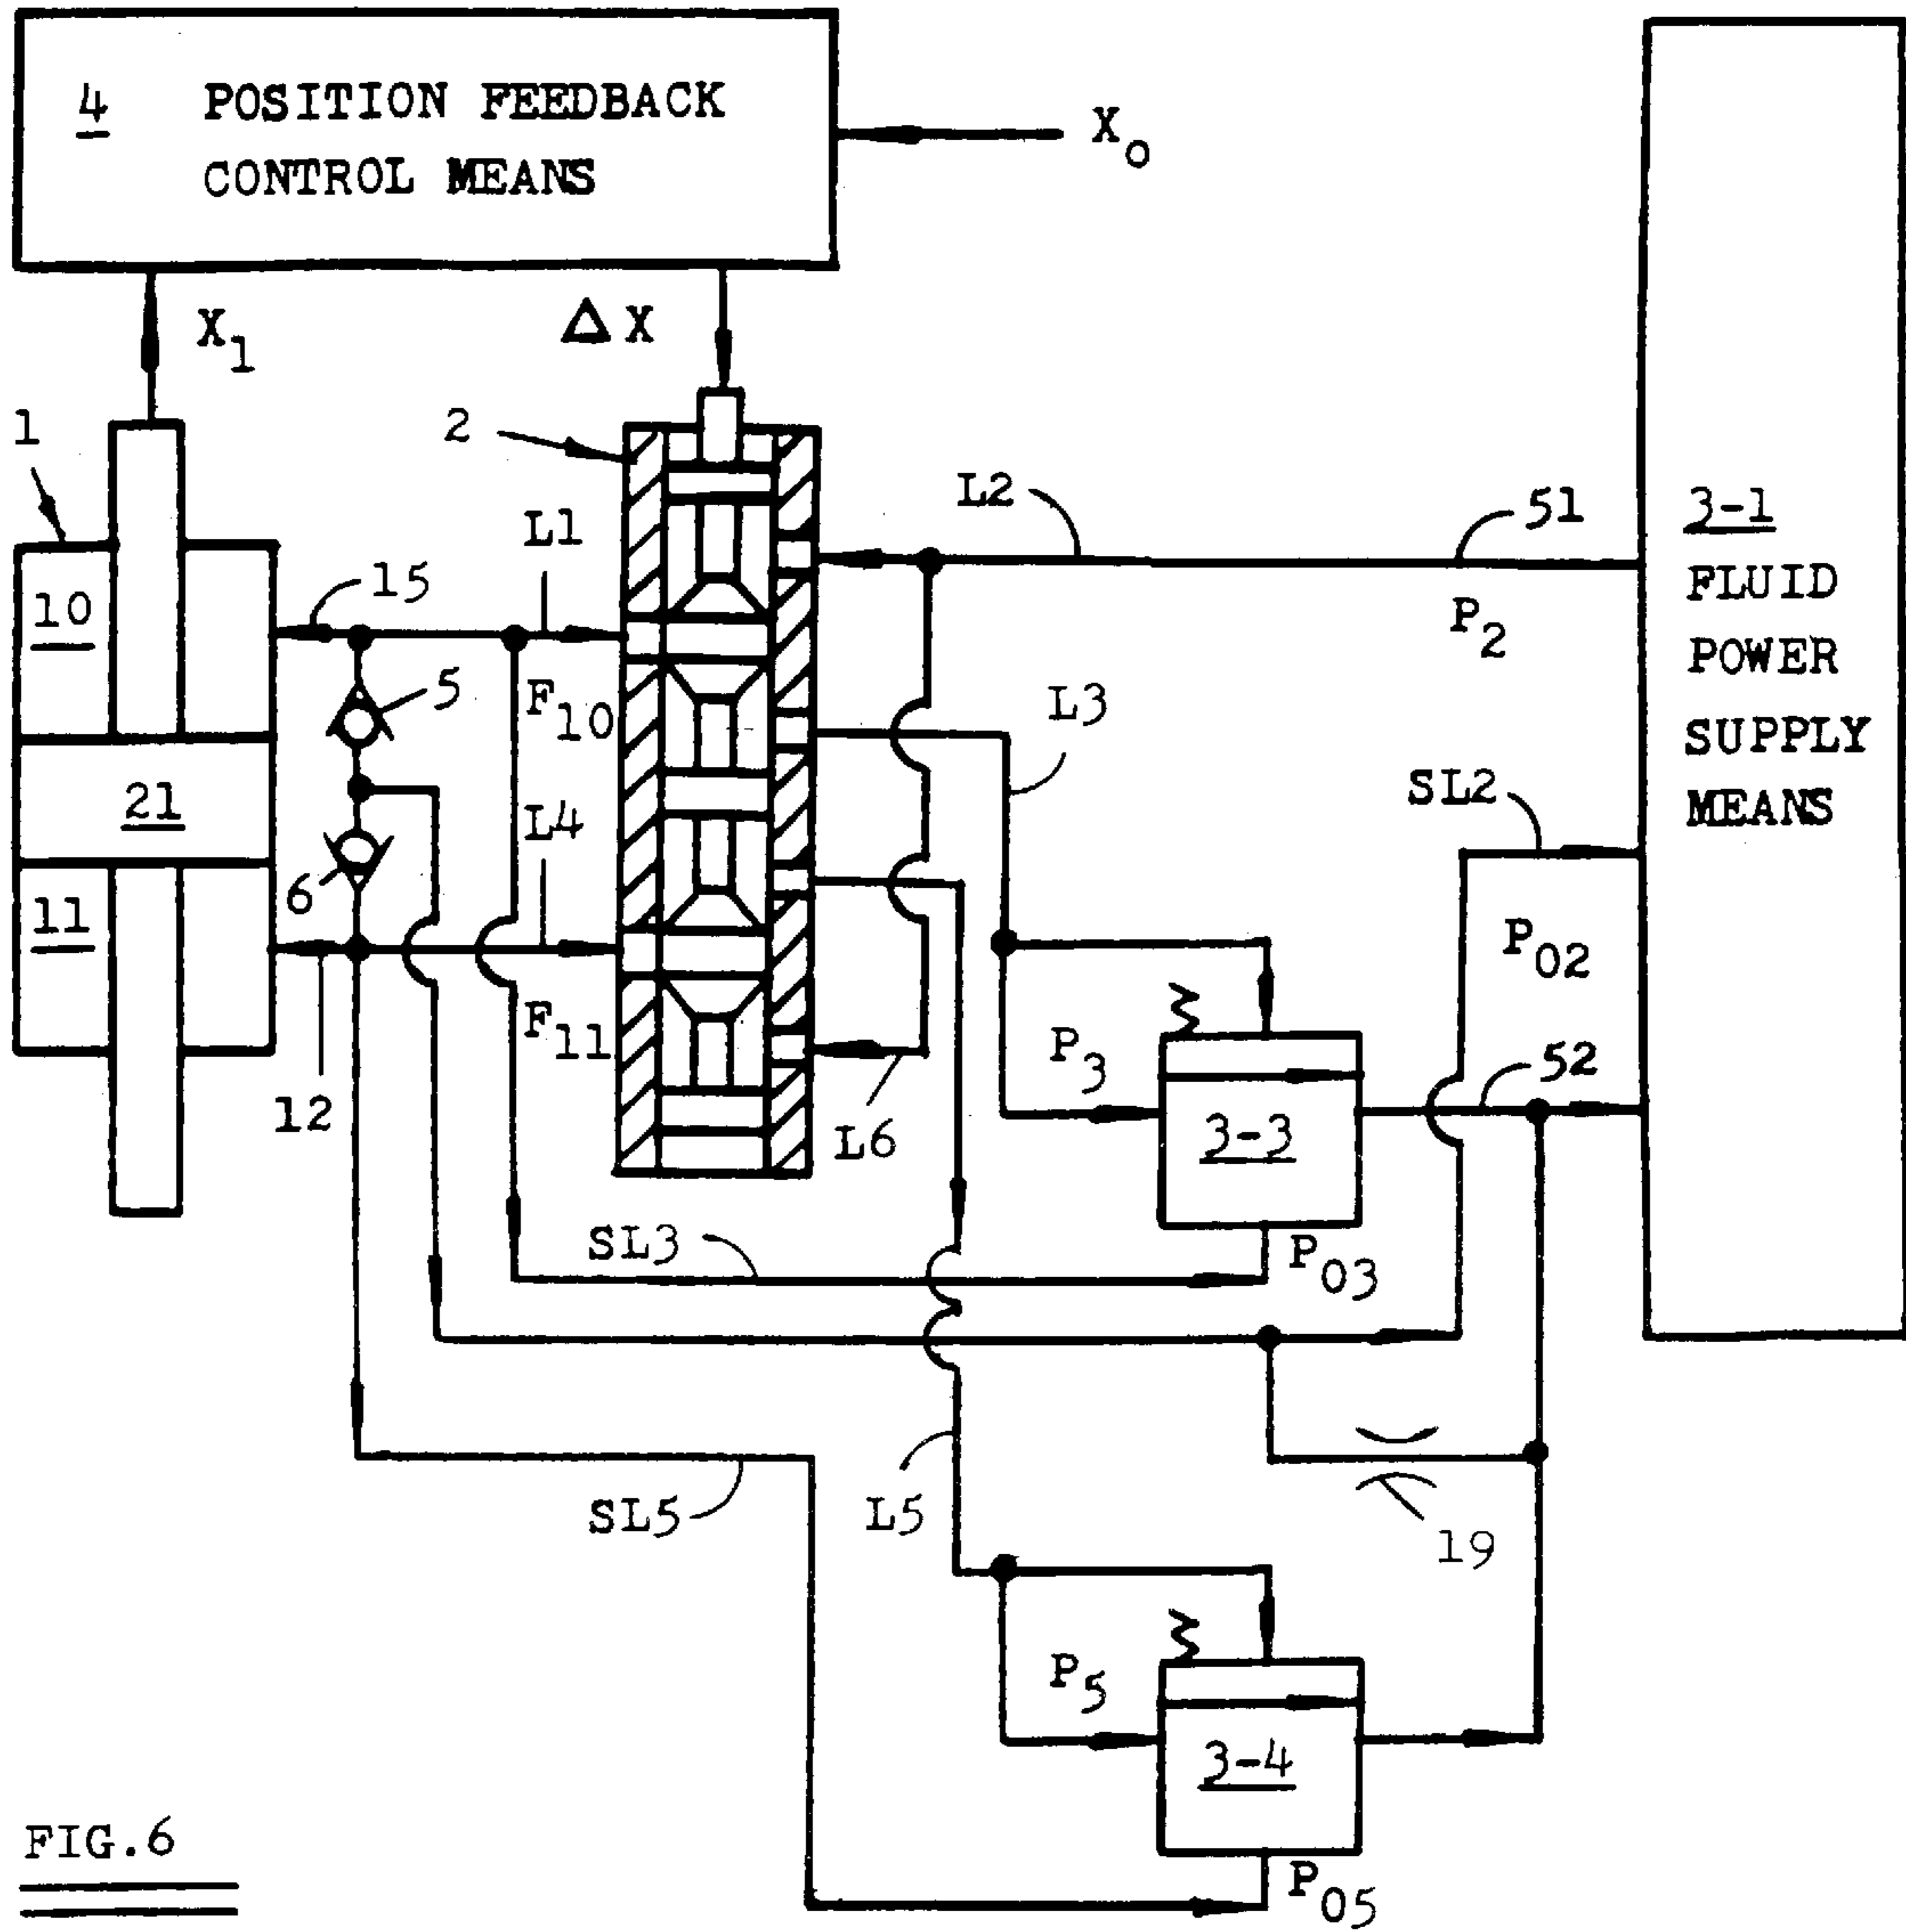 4 POSITION FEEDBACK
CONTROL MEANS
X0
X1
ΔX
1
2
L2
51
3-1
FLUID
POWER
SUPPLY
MEANS
L1
15
10
P2
5
F10
L3
21
L4
SL2
6
11
P02
F11
P3
52
12
L6
3-3
SL3
P03
SL5
L5
19
P5
3-4
FIG.6
P05